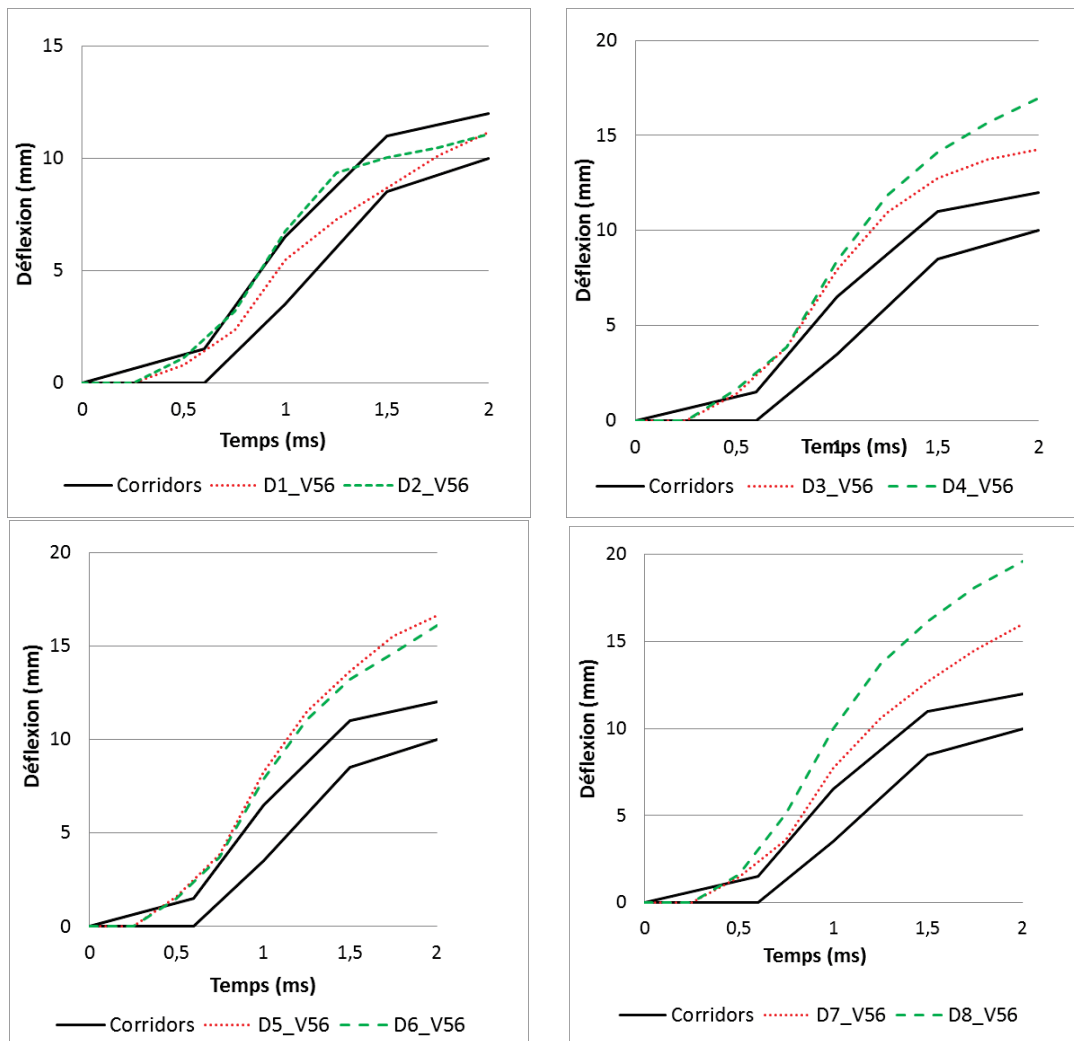 15
10
5
0
Déflexion (mm)
0 0,5 1 1,5 2
Temps (ms)
Corridors D1_V56 D2_V56
20
15
10
5
0
Déflexion (mm)
0 0,5 1 1,5 2
Temps (ms)
Corridors D3_V56 D4_V56
20
15
10
5
0
Déflexion (mm)
0 0,5 1 1,5 2
Temps (ms)
Corridors D5_V56 D6_V56
20
15
10
5
0
Déflexion (mm)
0 0,5 1 1,5 2
Temps (ms)
Corridors D7_V56 D8_V56